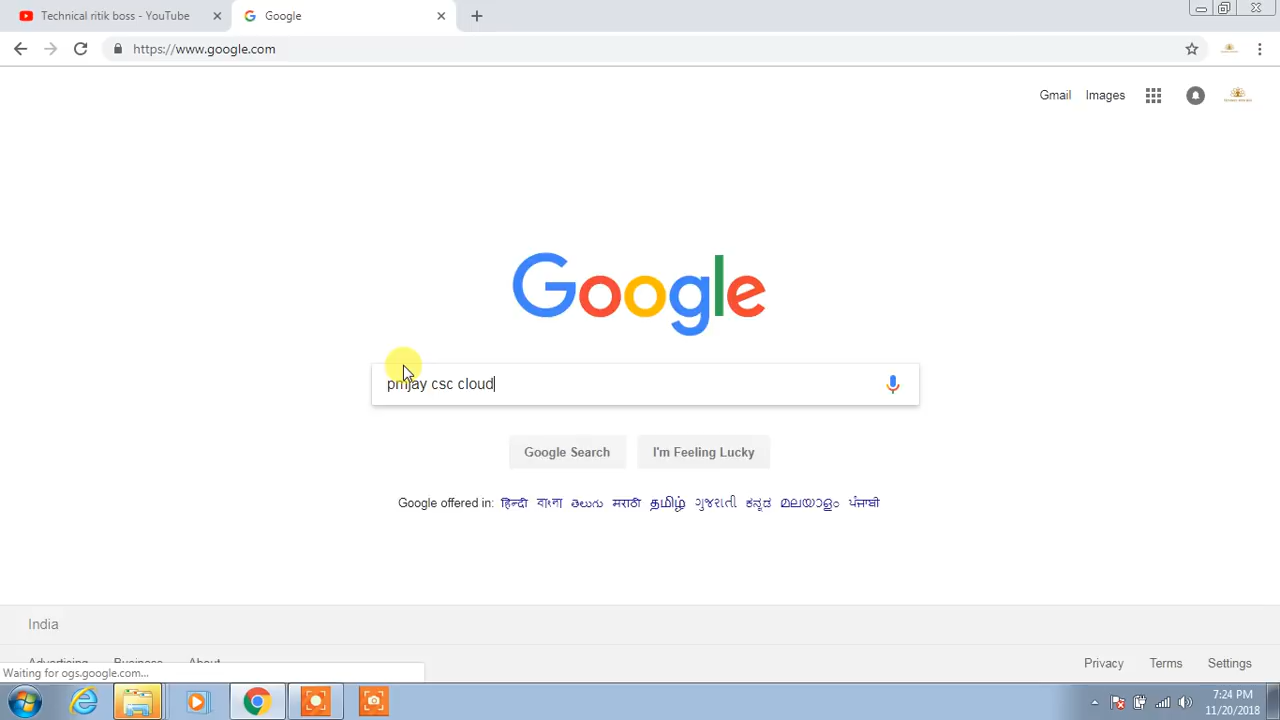 Technical ritik boss - YouTube
Google
https://www.google.com
Gmail
Images
Google
pmjay csc cloud
Google Search
I'm Feeling Lucky
Google offered in: हिन्दी বাংলা తెలుగు मराठी தமிழ் ગુજરાતી ಕನ್ನಡ മലയാളം ਪੰਜਾਬੀ
India
Advertising Business About
Privacy Terms Settings
Waiting for ogs.google.com...
7:24 PM
11/20/2018